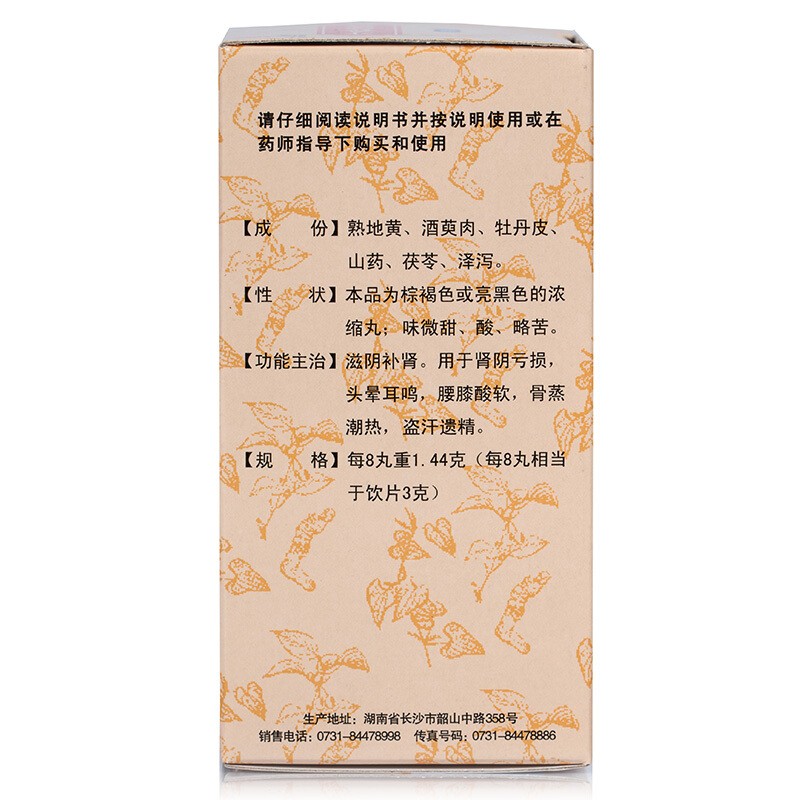 请仔细阅读说明书并按说明使用或在
药师指导下购买和使用
【成 份】熟地黄、酒萸肉、牡丹皮、
山药、茯苓、泽泻。
【性 状】本品为棕褐色或亮黑色的浓
缩丸；味微甜、酸、略苦。
【功能主治】滋阴补肾。用于肾阴亏损，
头晕耳鸣，腰膝酸软，骨蒸
潮热，盗汗遗精。
【规 格】每8丸重1.44克（每8丸相当
于饮片3克）
生产地址：湖南省长沙市韶山中路358号
销售电话：0731-84478998 传真号码：0731-84478886